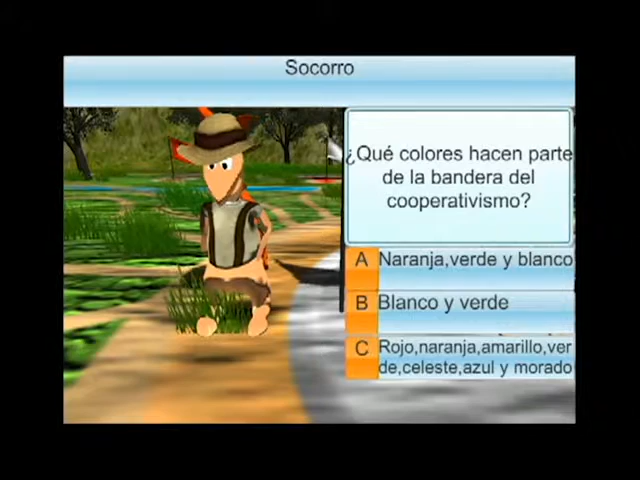 Socorro
¿Qué colores hacen parte
de la bandera del
cooperativismo?
A Naranja,verde y blanco
B Blanco y verde
C Rojo,naranja,amarillo,ver
de,celeste,azul y morado